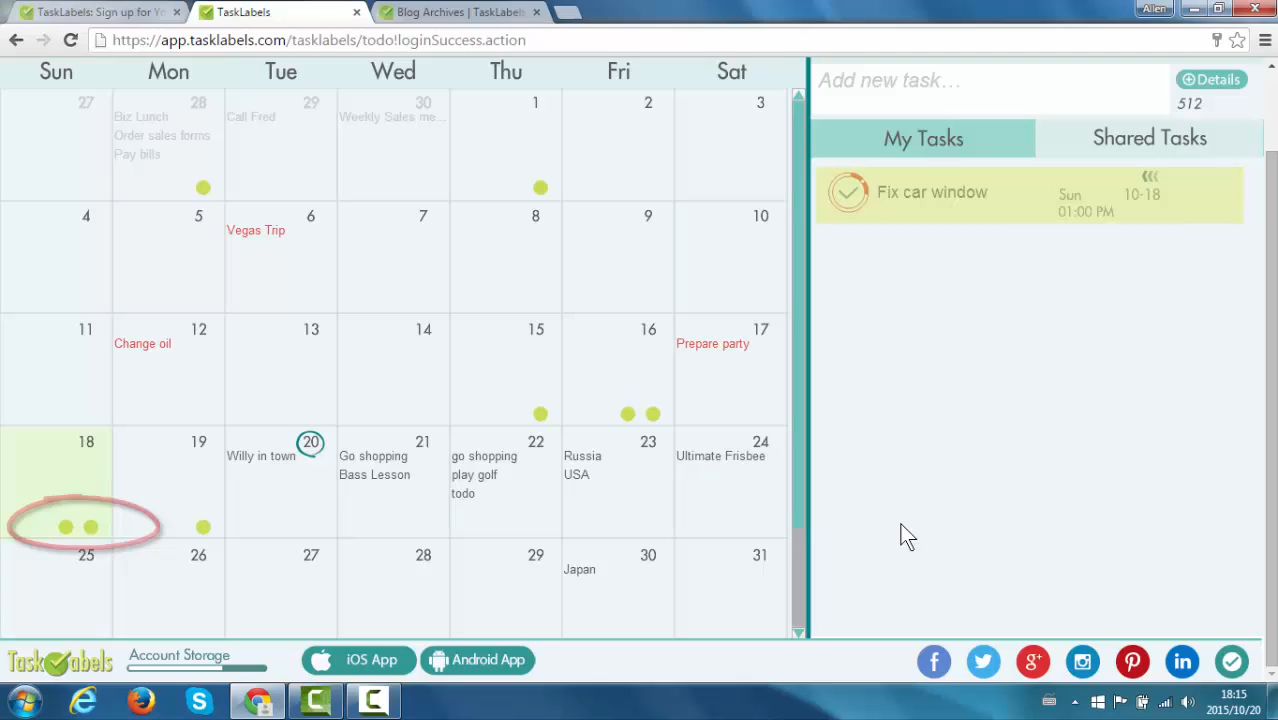 TaskLabels: Sign up for Yo
TaskLabels
Blog Archives | TaskLabels
Allen
https://app.tasklabels.com/tasklabels/todo!loginSuccess.action
Sun Mon Tue Wed Thu Fri Sat
27 28 29 30 1 2 3
Biz Lunch
Order sales forms
Pay bills
Call Fred
Weekly Sales me...
4 5 6 7 8 9 10
Vegas Trip
11 12 13 14 15 16 17
Change oil
Prepare party
18 19 20 21 22 23 24
Willy in town
Go shopping
Bass Lesson
go shopping
play golf
todo
Russia
USA
Ultimate Frisbee
25 26 27 28 29 30 31
Japan
Add new task...
Details
512
My Tasks
Shared Tasks
Fix car window
Sun 10-18
01:00 PM
TaskLabels
Account Storage
iOS App
Android App
18:15
2015/10/20